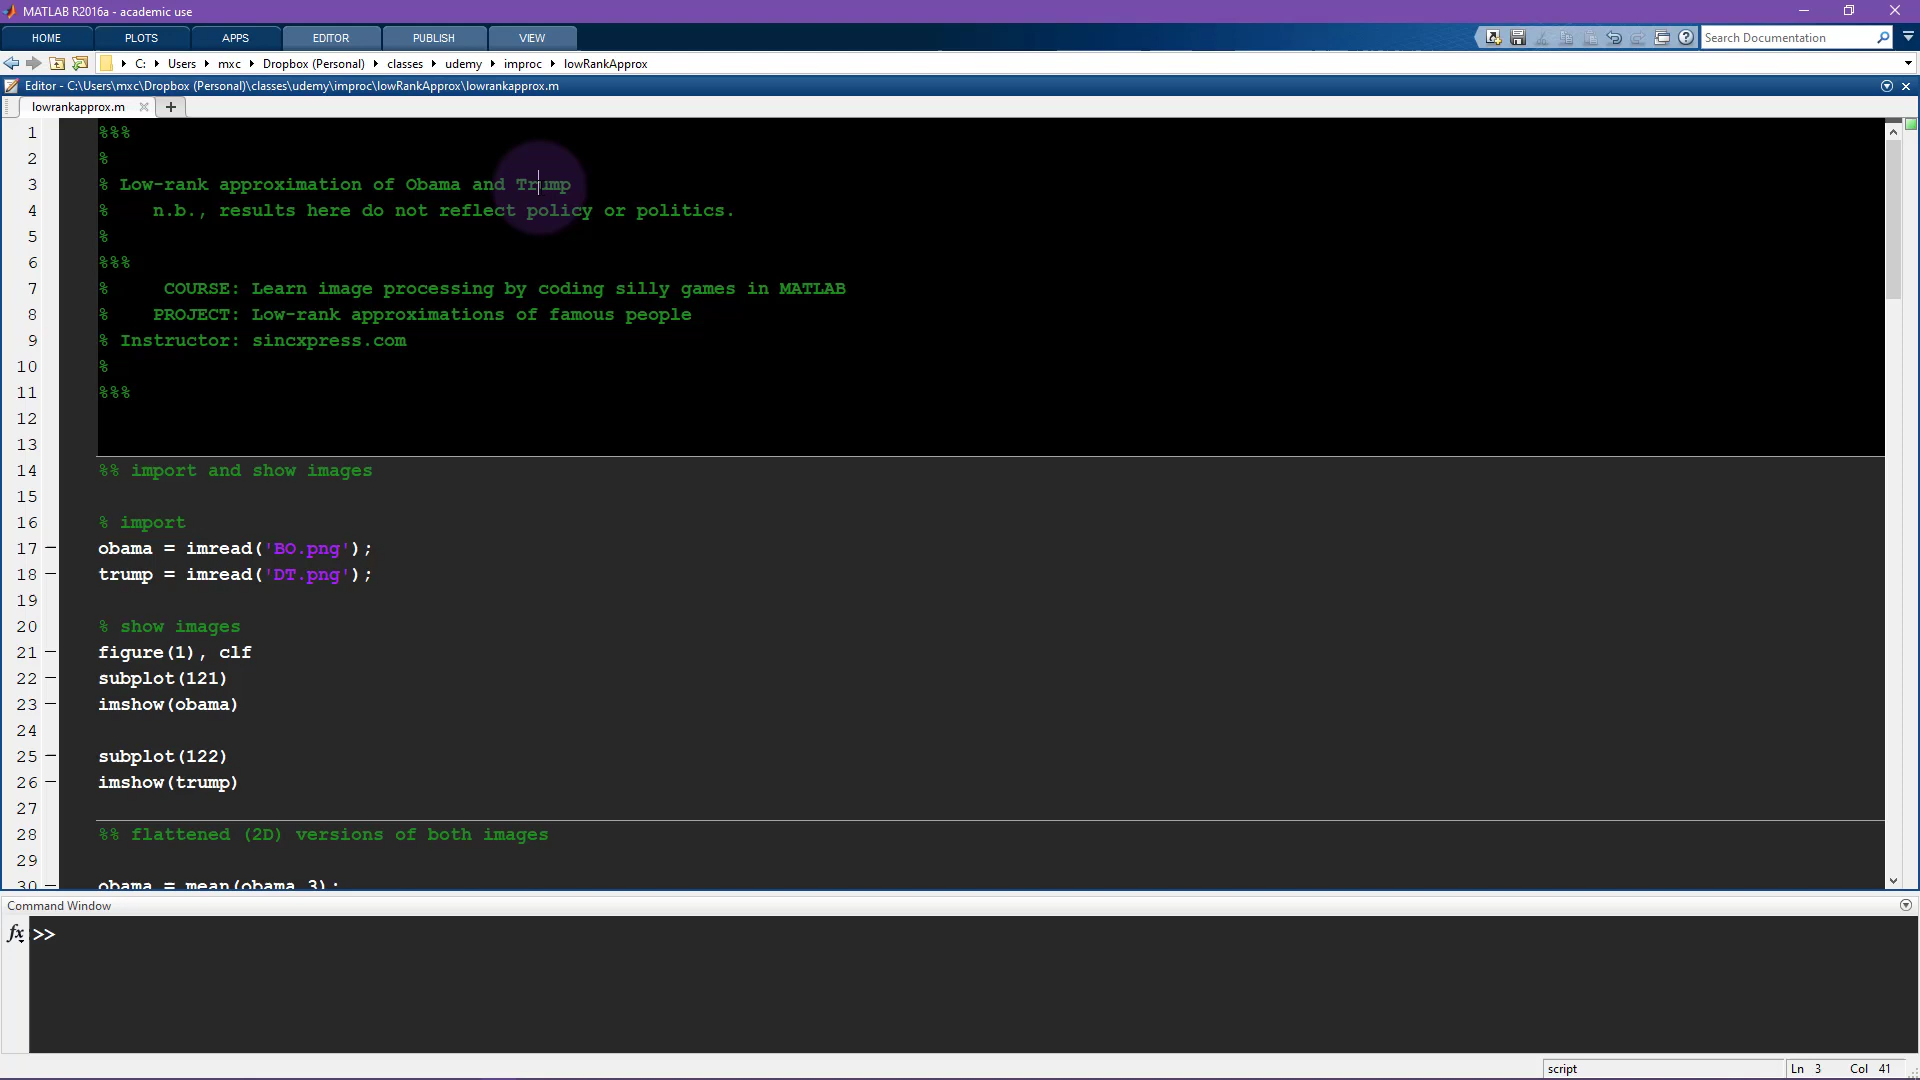 MATLAB R2016a - academic use
HOME PLOTS APPS EDITOR PUBLISH VIEW Search Documentation
C: Users mxc Dropbox (Personal) classes udemy improc lowRankApprox
Editor - C:\Users\mxc\Dropbox (Personal)\classes\udemy\improc\lowRankApprox\lowrankapprox.m
lowrankapprox.m
1 %%%
2 %
3 % Low-rank approximation of Obama and Trump
4 %    n.b., results here do not reflect policy or politics.
5 %
6 %%%
7 %     COURSE: Learn image processing by coding silly games in MATLAB
8 %    PROJECT: Low-rank approximations of famous people
9 % Instructor: sincxpress.com
10 %
11 %%%
12
13
14 %% import and show images
15
16 % import
17 obama = imread('BO.png');
18 trump = imread('DT.png');
19
20 % show images
21 figure(1), clf
22 subplot(121)
23 imshow(obama)
24
25 subplot(122)
26 imshow(trump)
27
28 %% flattened (2D) versions of both images
29
30 obama = mean(obama,3);
Command Window
fx >>
script Ln 3 Col 41